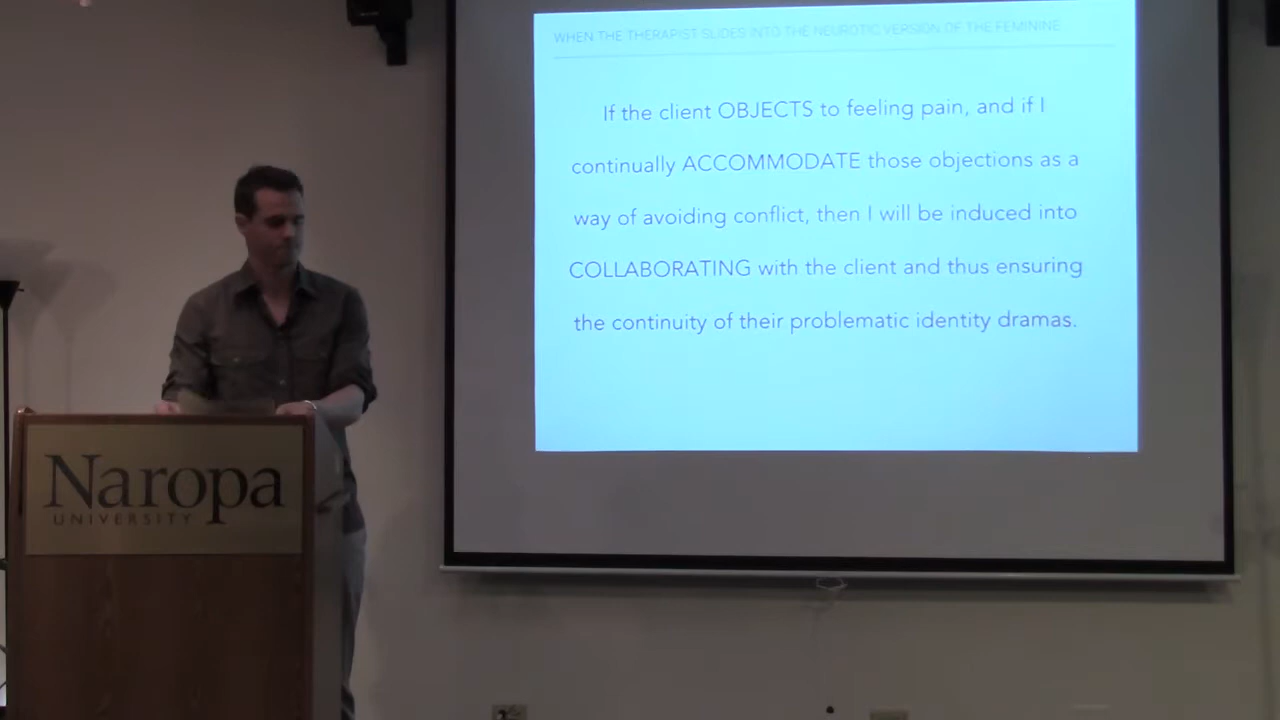 WHEN THE THERAPIST SLIDES INTO THE NEUROTIC VERSION OF THE FEMININE
If the client OBJECTS to feeling pain, and if I
continually ACCOMMODATE those objections as a
way of avoiding conflict, then I will be induced into
COLLABORATING with the client and thus ensuring
the continuity of their problematic identity dramas.
Naropa
UNIVERSITY